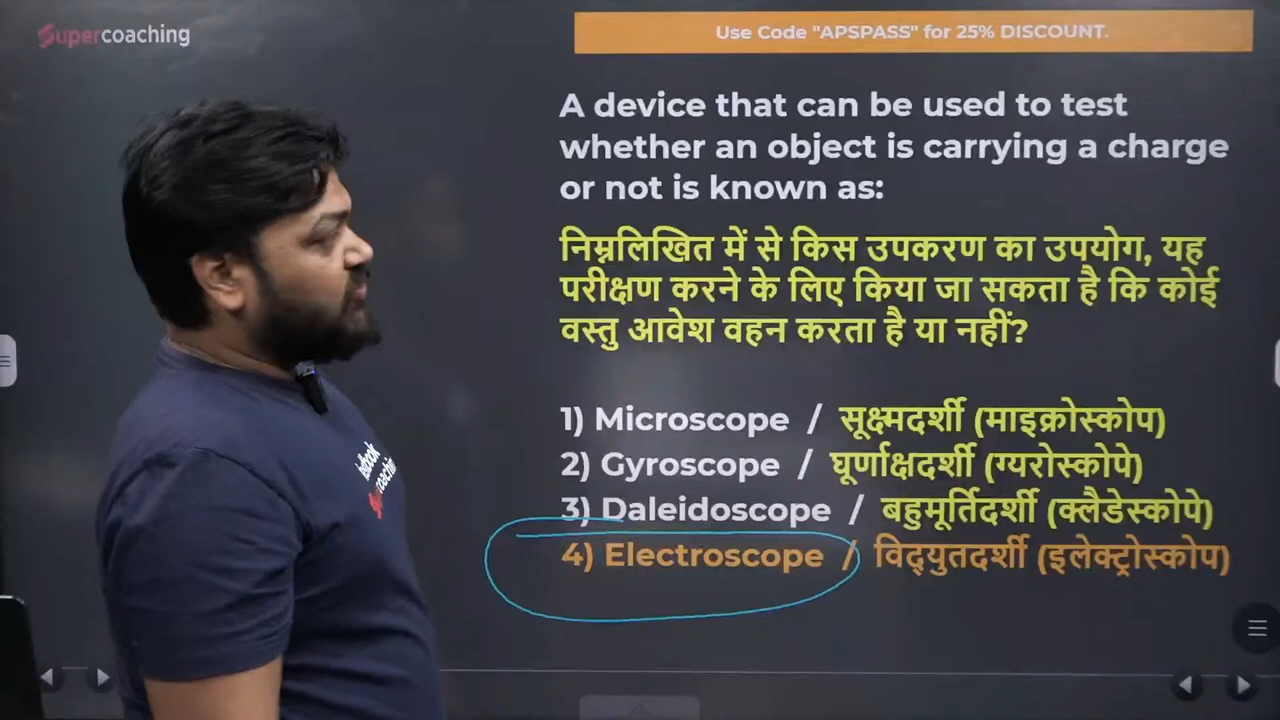 Supercoaching
Use Code "APSPASS" for 25% DISCOUNT.
A device that can be used to test
whether an object is carrying a charge
or not is known as:
निम्नलिखित में से किस उपकरण का उपयोग, यह
परीक्षण करने के लिए किया जा सकता है कि कोई
वस्तु आवेश वहन करता है या नहीं?
1) Microscope / सूक्ष्मदर्शी (माइक्रोस्कोप)
2) Gyroscope / घूर्णाक्षदर्शी (ग्यरोस्कोपे)
3) Daleidoscope / बहुमूर्तिदर्शी (क्लैडेस्कोपे)
4) Electroscope / विद्युतदर्शी (इलेक्ट्रोस्कोप)